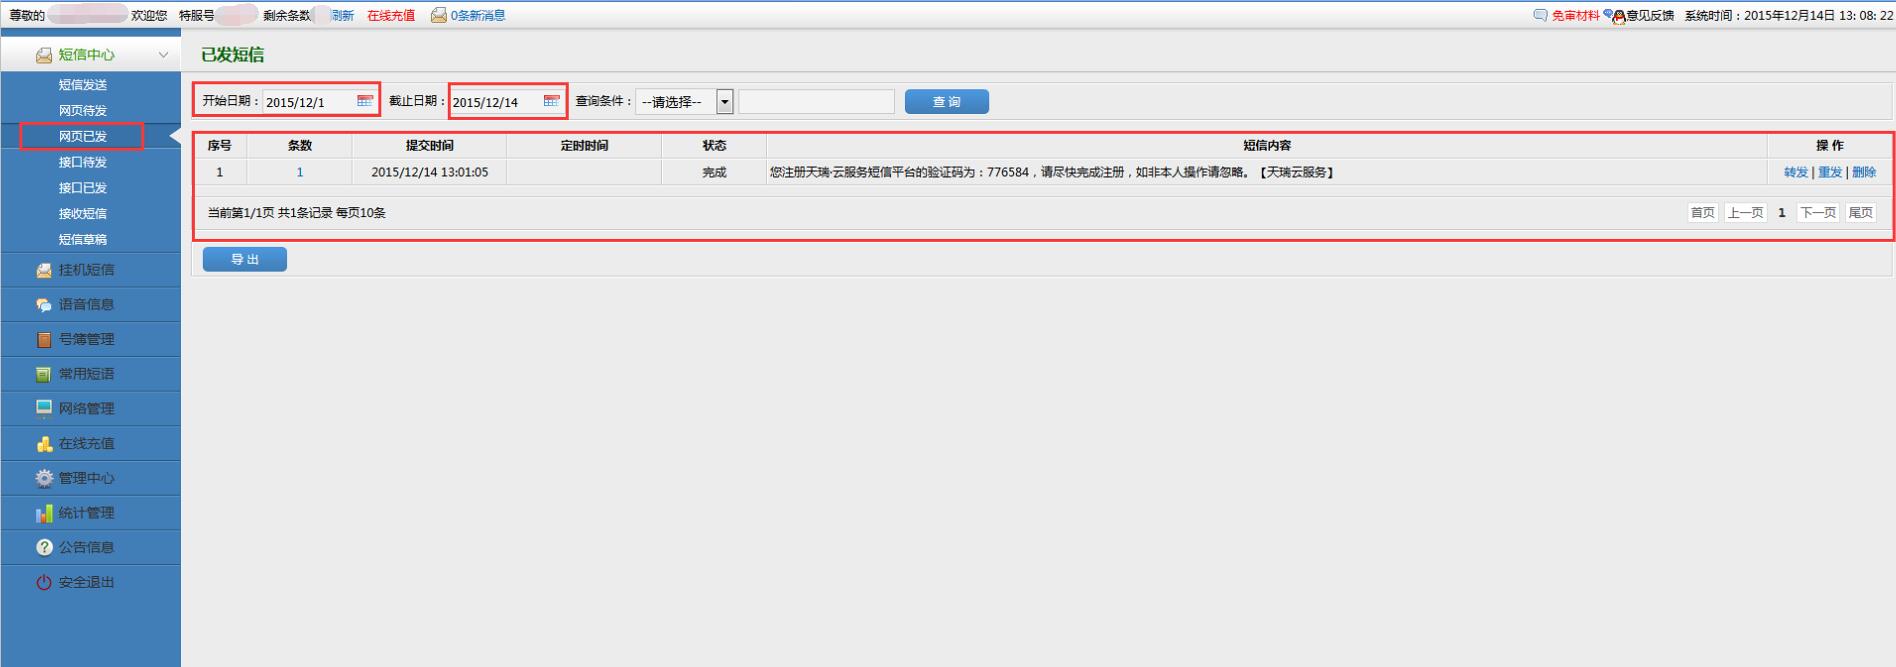 尊敬的 欢迎您 特服号 剩余条数 刷新 在线充值 0条新消息 免审材料 意见反馈 系统时间：2015年12月14日 13: 08: 22
短信中心
短信发送
网页待发
网页已发
接口待发
接口已发
接收短信
短信草稿
挂机短信
语音信息
号簿管理
常用短语
网络管理
在线充值
管理中心
统计管理
公告信息
安全退出
已发短信
开始日期：2015/12/1 截止日期：2015/12/14 查询条件：--请选择-- 查 询
序号 条数 提交时间 定时时间 状态 短信内容 操 作
1 1 2015/12/14 13:01:05 完成 您注册天瑞-云服务短信平台的验证码为：776584，请尽快完成注册，如非本人操作请忽略。【天瑞云服务】 转发 | 重发 | 删除
当前第1/1页 共1条记录 每页10条 首页 上一页 1 下一页 尾页
导 出